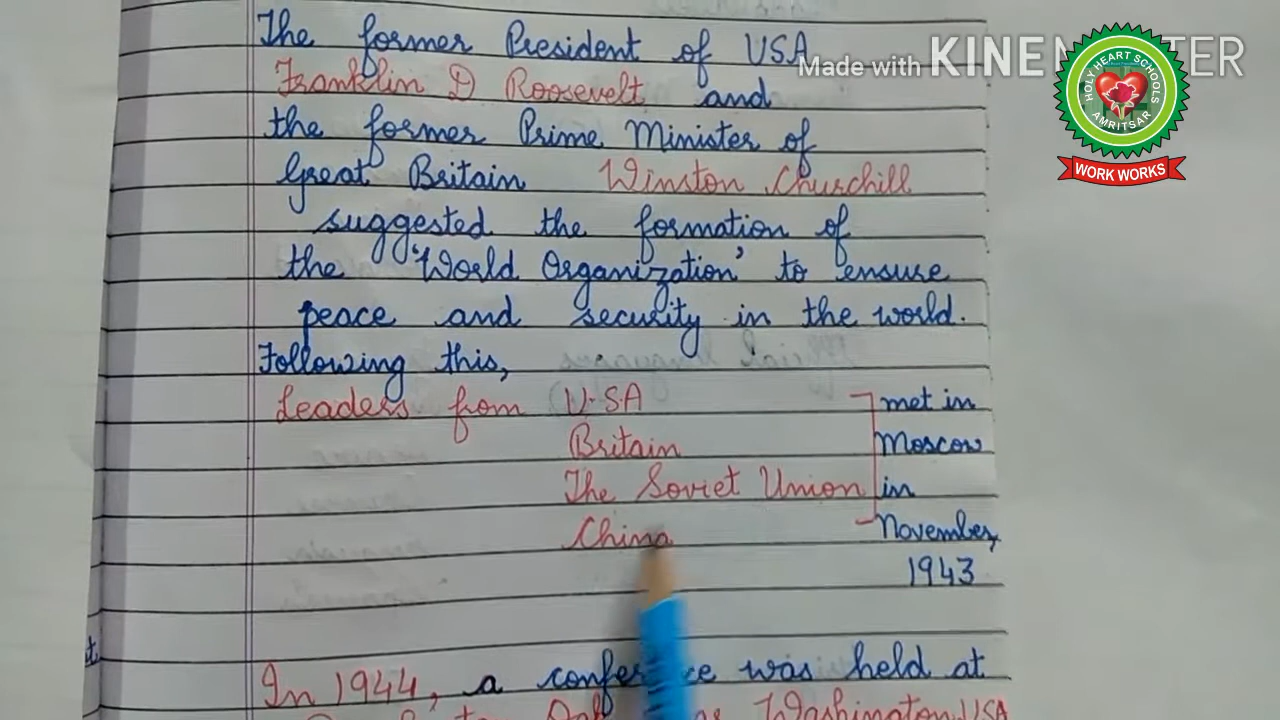 The former President of USA
Franklin D Roosevelt and
the former Prime Minister of
Great Britain Winston Churchill
suggested the formation of
the 'World Organization' to ensure
peace and security in the world.
Following this,
Leaders from U.S.A met in
Britain Moscow
The Soviet Union in
China November,
1943
In 1944, a conference was held at
Washington, USA
Made with KINEMASTER
HOLY HEART SCHOOLS
AMRITSAR
WORK WORKS